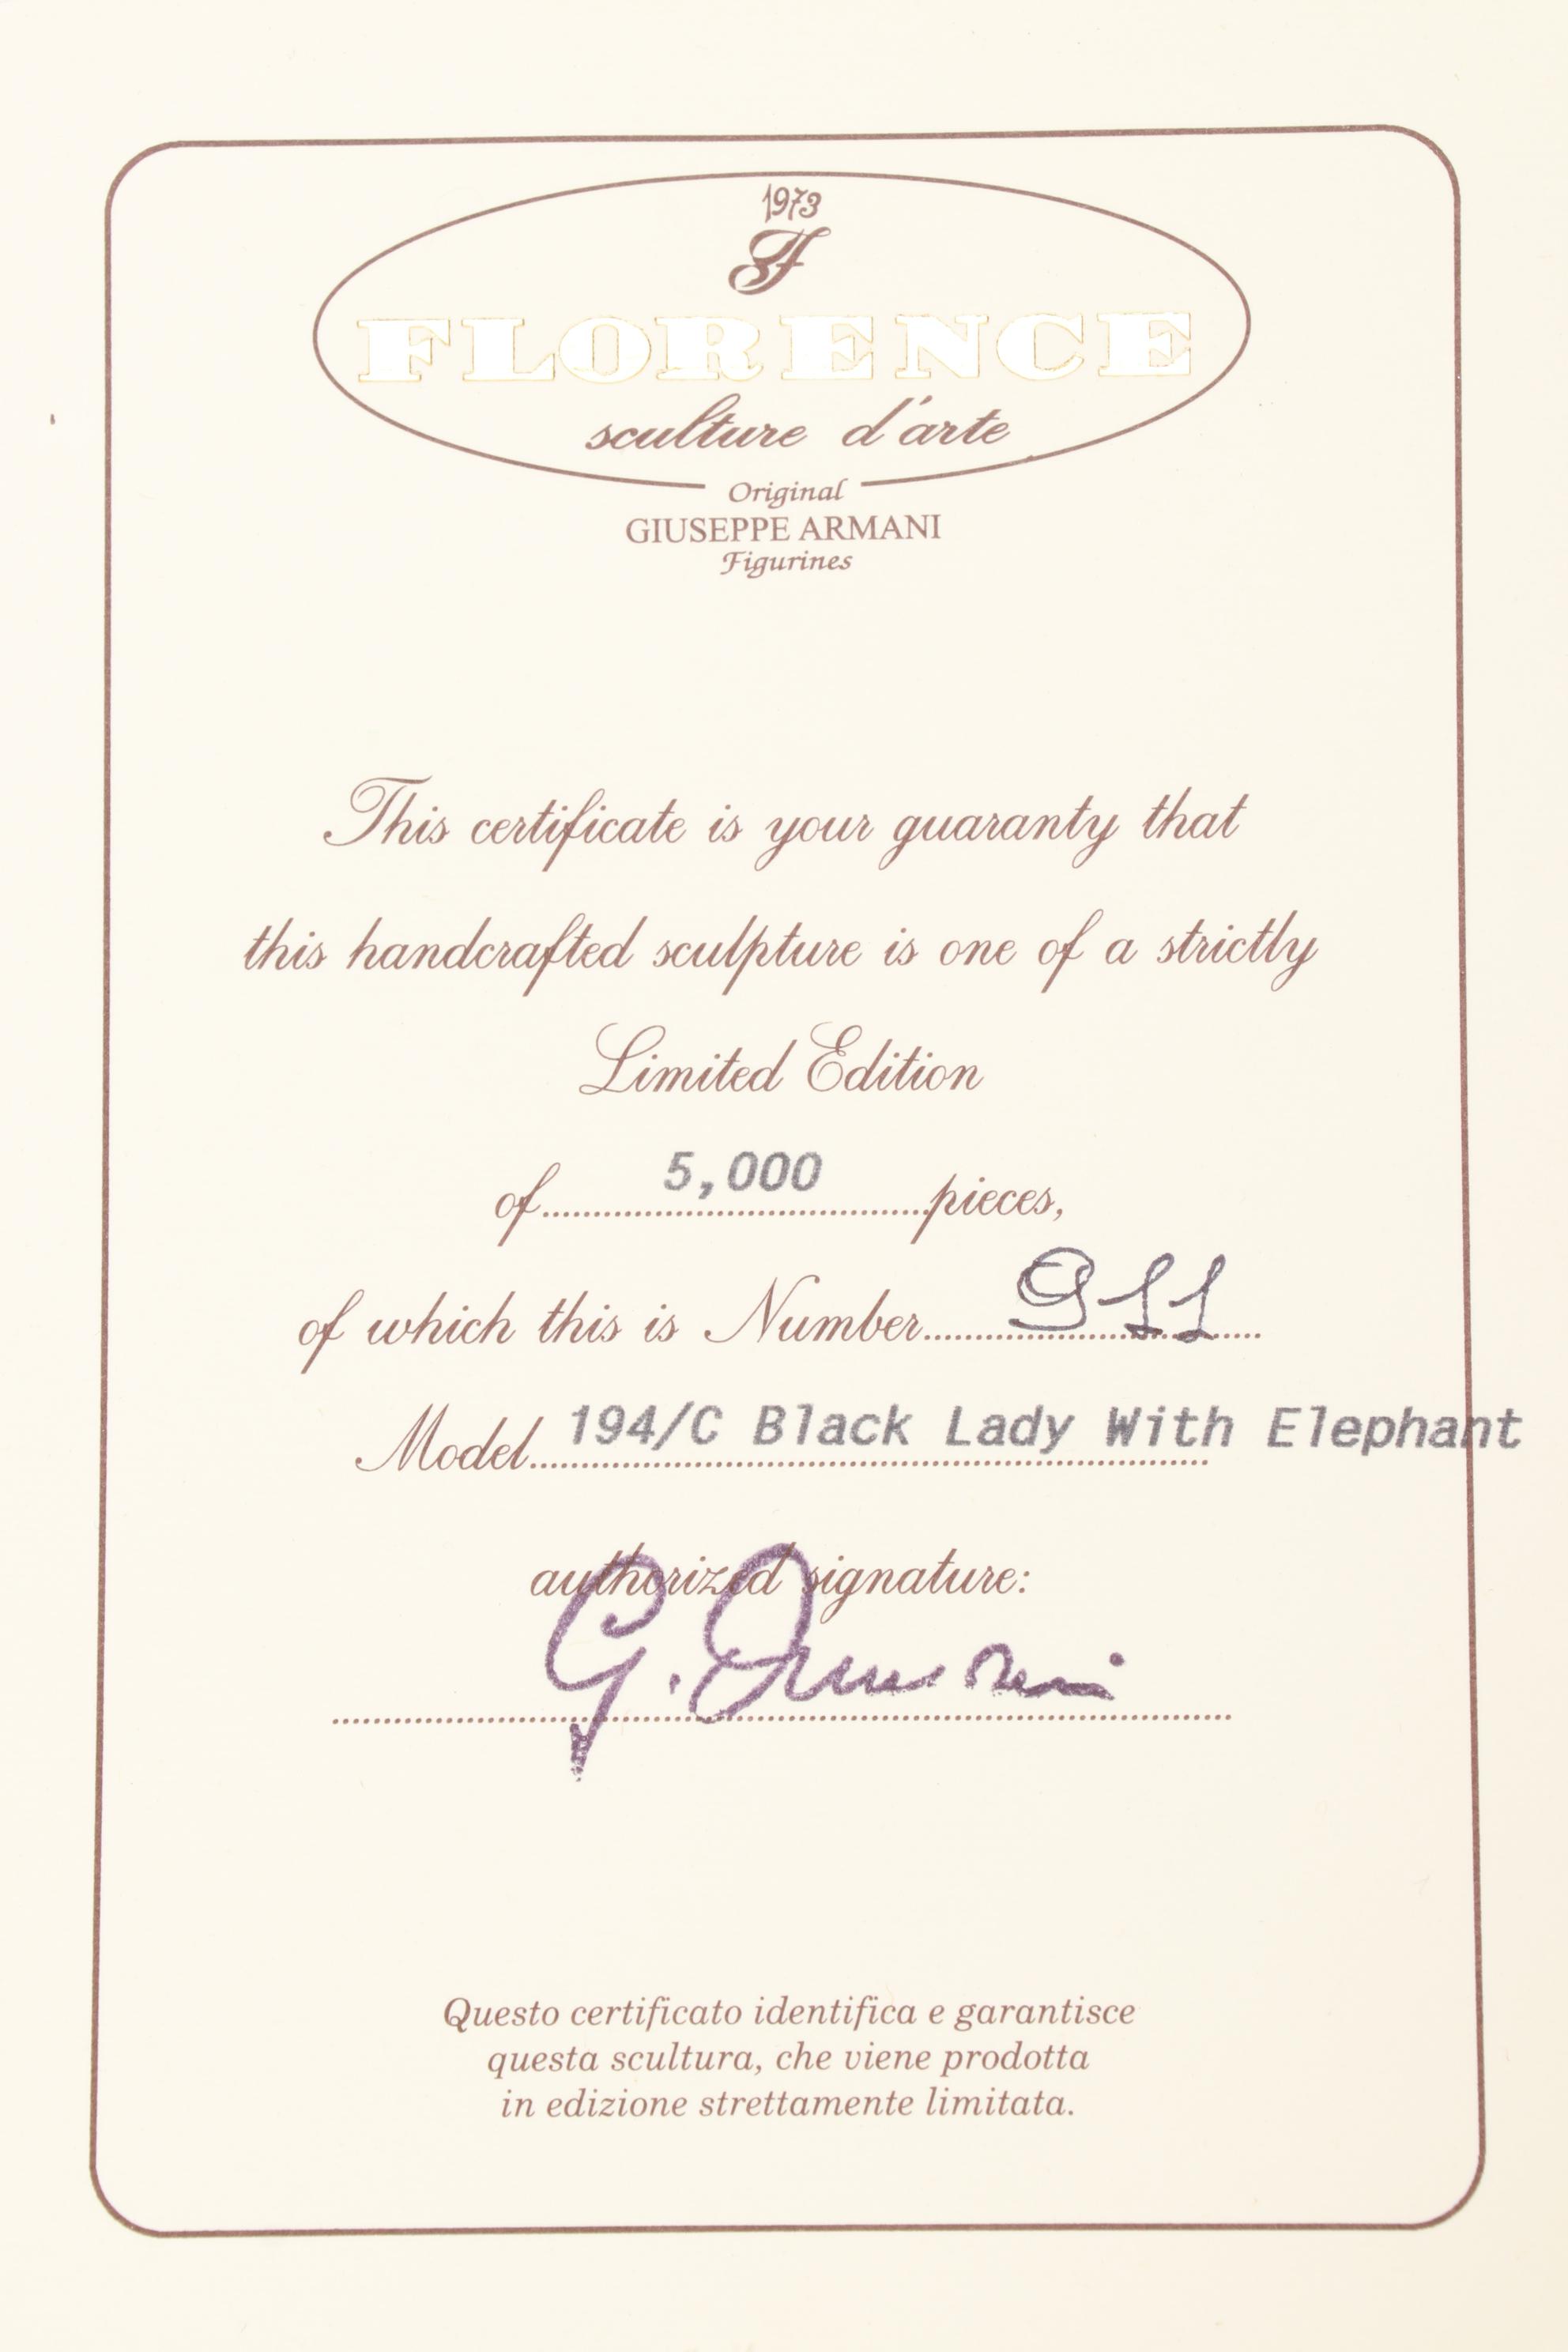 1973
FLORENCE
sculture d'arte
Original
GIUSEPPE ARMANI
Figurines
This certificate is your guaranty that
this handcrafted sculpture is one of a strictly
Limited Edition
of 5,000 pieces,
of which this is Number 911
Model 194/C Black Lady With Elephant
authorized signature:
G. Armani
Questo certificato identifica e garantisce
questa scultura, che viene prodotta
in edizione strettamente limitata.